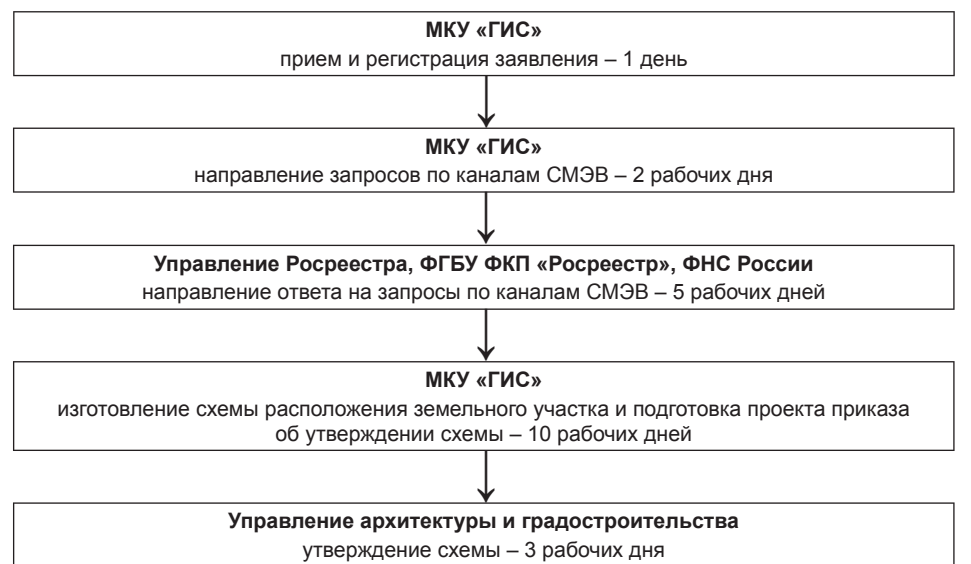 МКУ «ГИС»
прием и регистрация заявления – 1 день
МКУ «ГИС»
направление запросов по каналам СМЭВ – 2 рабочих дня
Управление Росреестра, ФГБУ ФКП «Росреестр», ФНС России
направление ответа на запросы по каналам СМЭВ – 5 рабочих дней
МКУ «ГИС»
изготовление схемы расположения земельного участка и подготовка проекта приказа
об утверждении схемы – 10 рабочих дней
Управление архитектуры и градостроительства
утверждение схемы – 3 рабочих дня